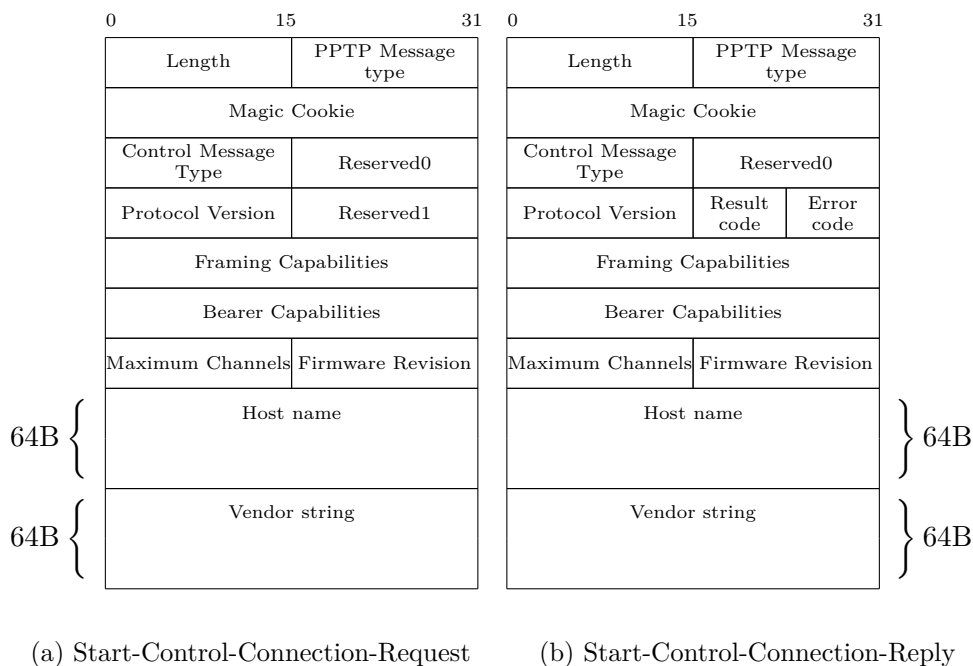 0 15 31
Length
PPTP Message
type
Magic Cookie
Control Message
Type
Reserved0
Protocol Version
Reserved1
Framing Capabilities
Bearer Capabilities
Maximum Channels
Firmware Revision
64B
Host name
64B
Vendor string
(a) Start-Control-Connection-Request
0 15 31
Length
PPTP Message
type
Magic Cookie
Control Message
Type
Reserved0
Protocol Version
Result
code
Error
code
Framing Capabilities
Bearer Capabilities
Maximum Channels
Firmware Revision
Host name
64B
Vendor string
64B
(b) Start-Control-Connection-Reply